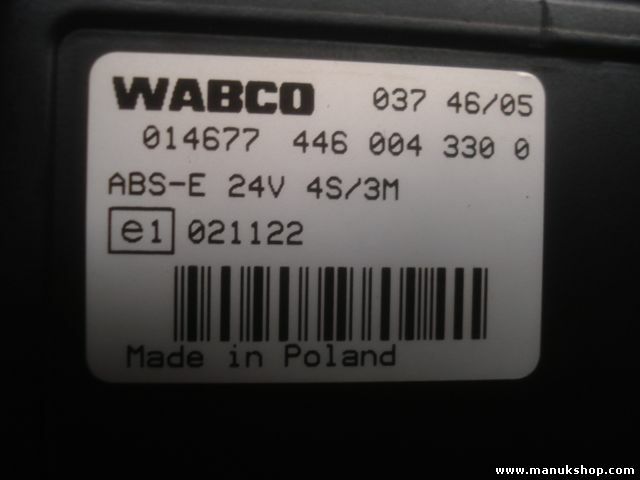 WABCO 037 46/05
014677 446 004 330 0
ABS-E 24V 4S/3M
e1 021122
Made in Poland
www.manukshop.com